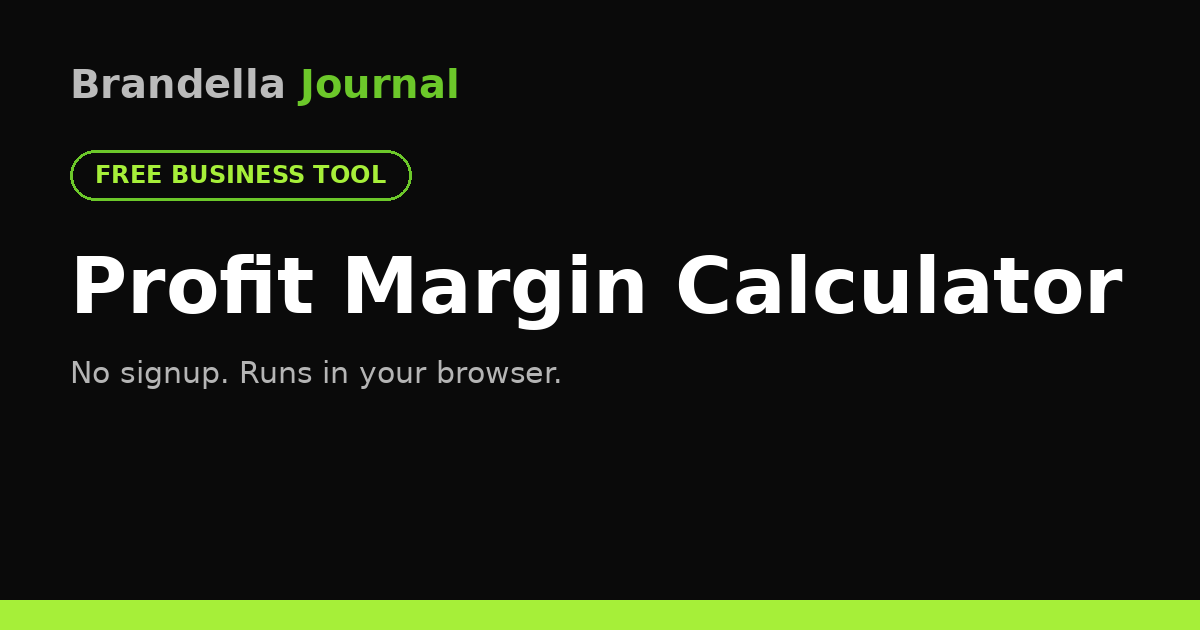 Brandella Journal
FREE BUSINESS TOOL
Profit Margin Calculator
No signup. Runs in your browser.